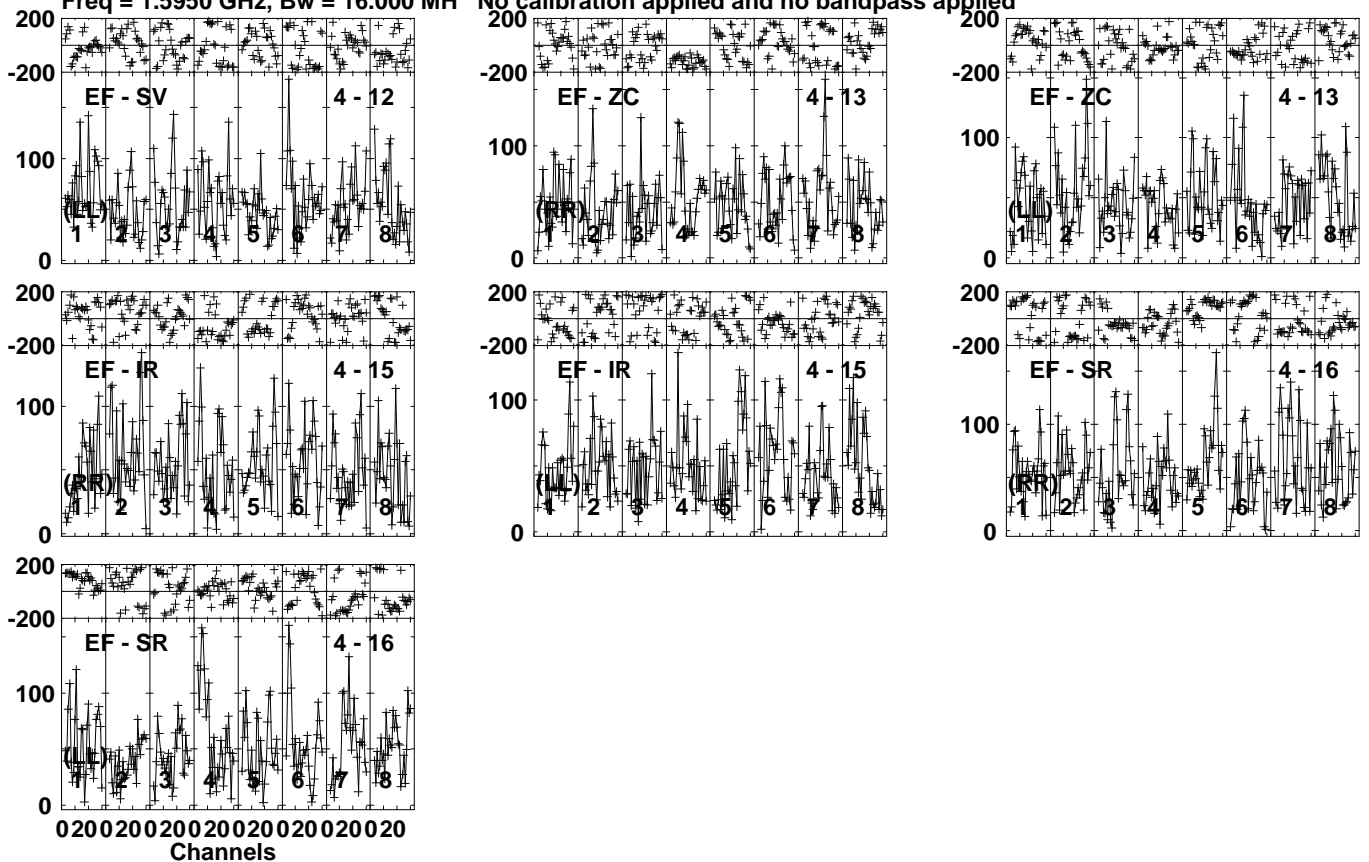 Freq = 1.5950 GHz, Bw = 16.000 MH No calibration applied and no bandpass applied
200
-200
EF - SV 4 - 12
100
(LL)
1 2 3 4 5 6 7 8
0
200
-200
EF - ZC 4 - 13
100
(RR)
1 2 3 4 5 6 7 8
0
200
-200
EF - ZC 4 - 13
100
(LL)
1 2 3 4 5 6 7 8
0
200
-200
EF - IR 4 - 15
100
(RR)
1 2 3 4 5 6 7 8
0
200
-200
EF - IR 4 - 15
100
(LL)
1 2 3 4 5 6 7 8
0
200
-200
EF - SR 4 - 16
100
(RR)
1 2 3 4 5 6 7 8
0
200
-200
EF - SR 4 - 16
100
(LL)
1 2 3 4 5 6 7 8
0
0 20 0 20 0 20 0 20 0 20 0 20 0 20 0 20
Channels